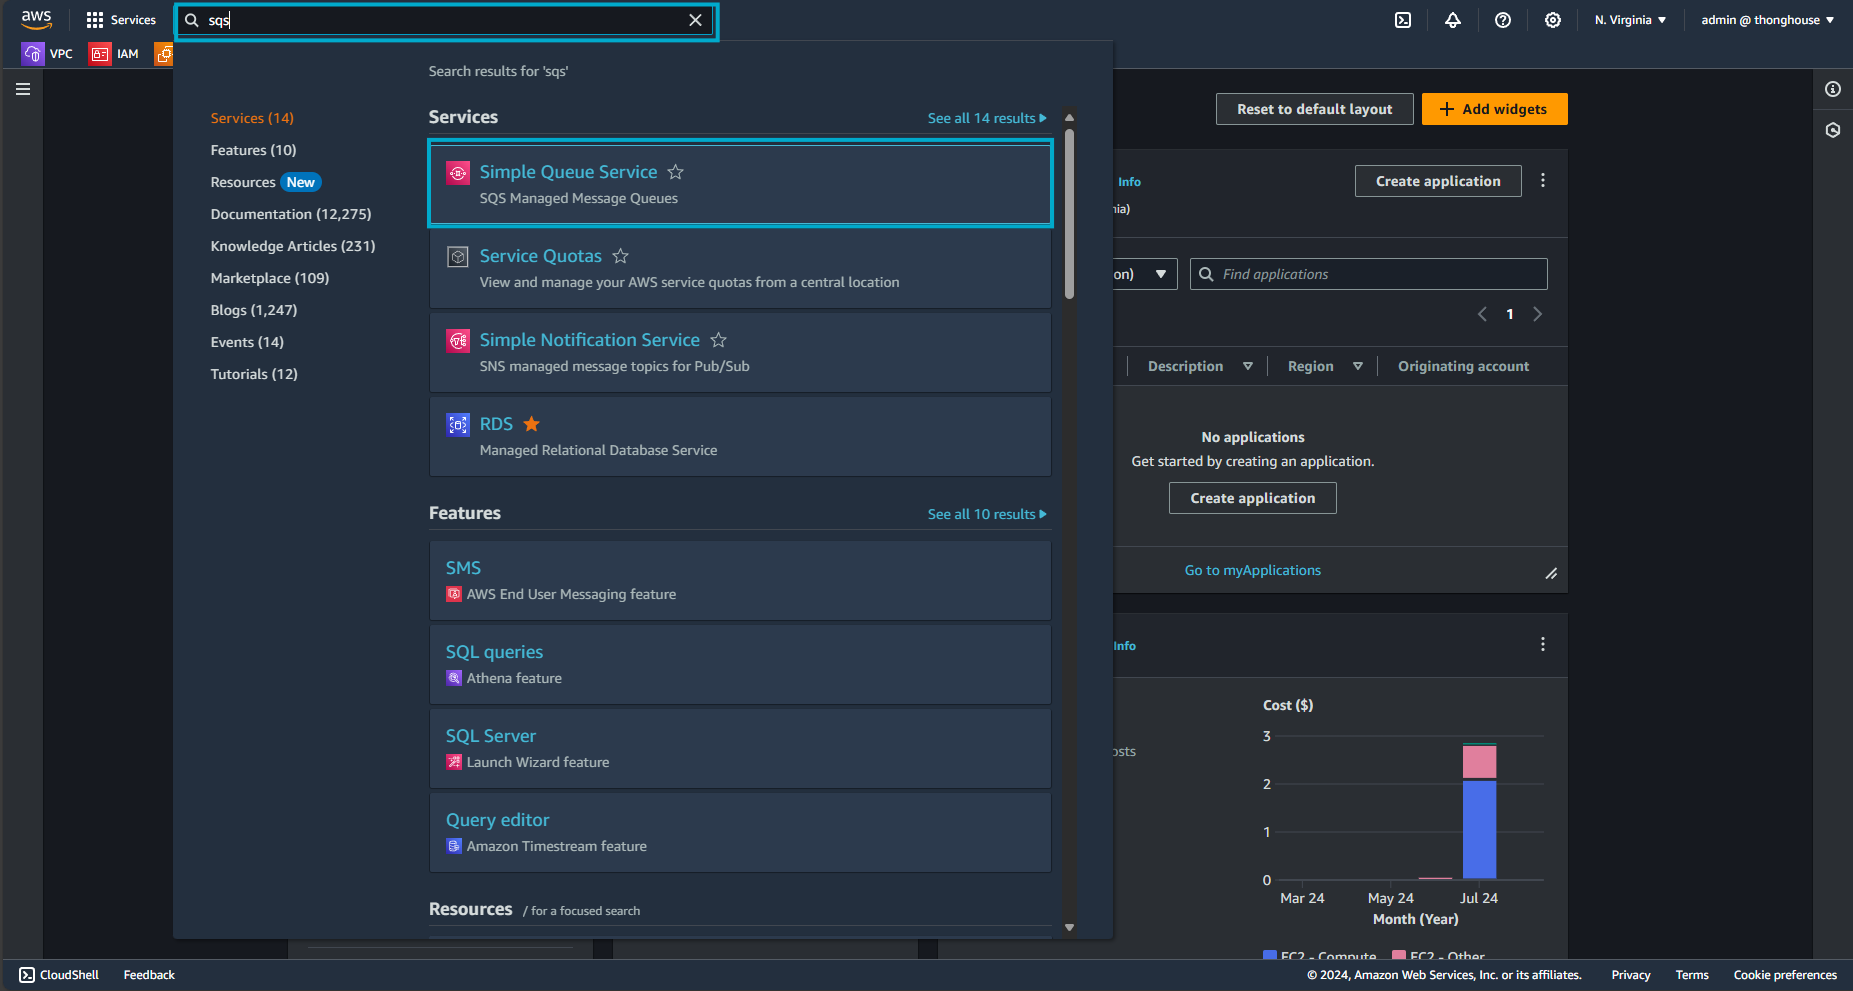 aws
Services
sqs
N. Virginia
admin @ thonghouse
VPC
IAM
Search results for 'sqs'
Services (14)
Features (10)
Resources New
Documentation (12,275)
Knowledge Articles (231)
Marketplace (109)
Blogs (1,247)
Events (14)
Tutorials (12)
Services
See all 14 results
Simple Queue Service
SQS Managed Message Queues
Service Quotas
View and manage your AWS service quotas from a central location
Simple Notification Service
SNS managed message topics for Pub/Sub
RDS
Managed Relational Database Service
Features
See all 10 results
SMS
AWS End User Messaging feature
SQL queries
Athena feature
SQL Server
Launch Wizard feature
Query editor
Amazon Timestream feature
Resources / for a focused search
Reset to default layout
+ Add widgets
Info
Create application
nia)
on)
Find applications
1
Description
Region
Originating account
No applications
Get started by creating an application.
Create application
Go to myApplications
Info
osts
Cost ($)
3
2
1
0
Mar 24
May 24
Jul 24
Month (Year)
EC2 - Compute
EC2 - Other
CloudShell
Feedback
© 2024, Amazon Web Services, Inc. or its affiliates.
Privacy
Terms
Cookie preferences